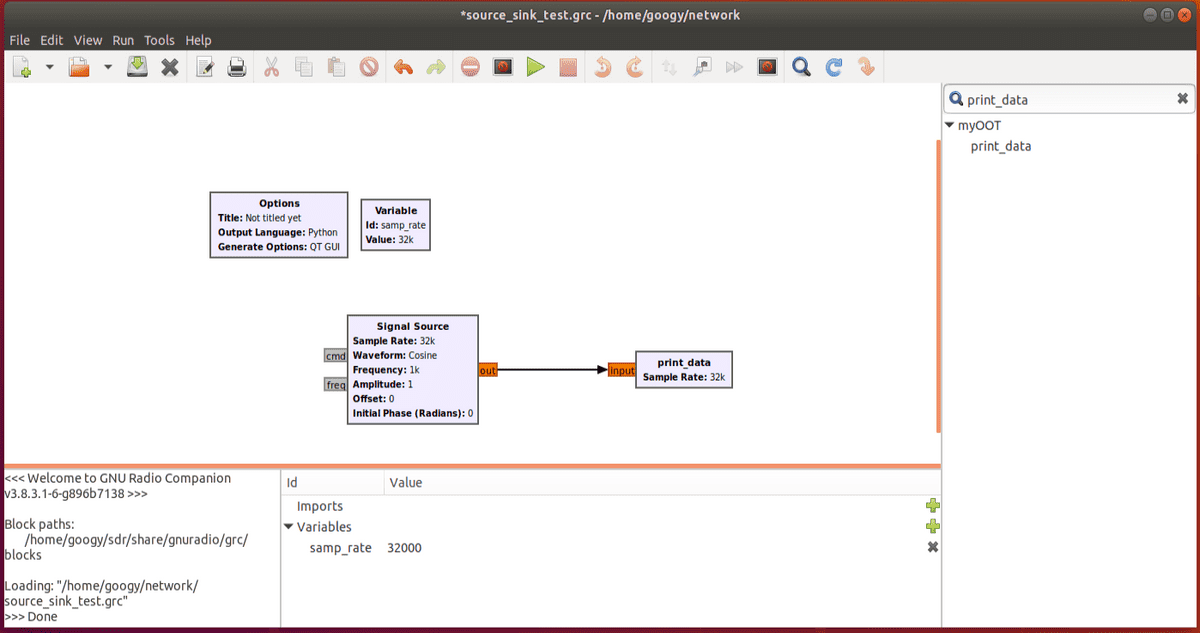 *source_sink_test.grc - /home/googy/network
File Edit View Run Tools Help
print_data
myOOT
print_data
Options
Title: Not titled yet
Output Language: Python
Generate Options: QT GUI
Variable
Id: samp_rate
Value: 32k
Signal Source
Sample Rate: 32k
Waveform: Cosine
Frequency: 1k
Amplitude: 1
Offset: 0
Initial Phase (Radians): 0
cmd
freq
out
input
print_data
Sample Rate: 32k
<<< Welcome to GNU Radio Companion
v3.8.3.1-6-g896b7138 >>>
Block paths:
/home/googy/sdr/share/gnuradio/grc/
blocks
Loading: "/home/googy/network/
source_sink_test.grc"
>>> Done
Id Value
Imports
Variables
samp_rate 32000